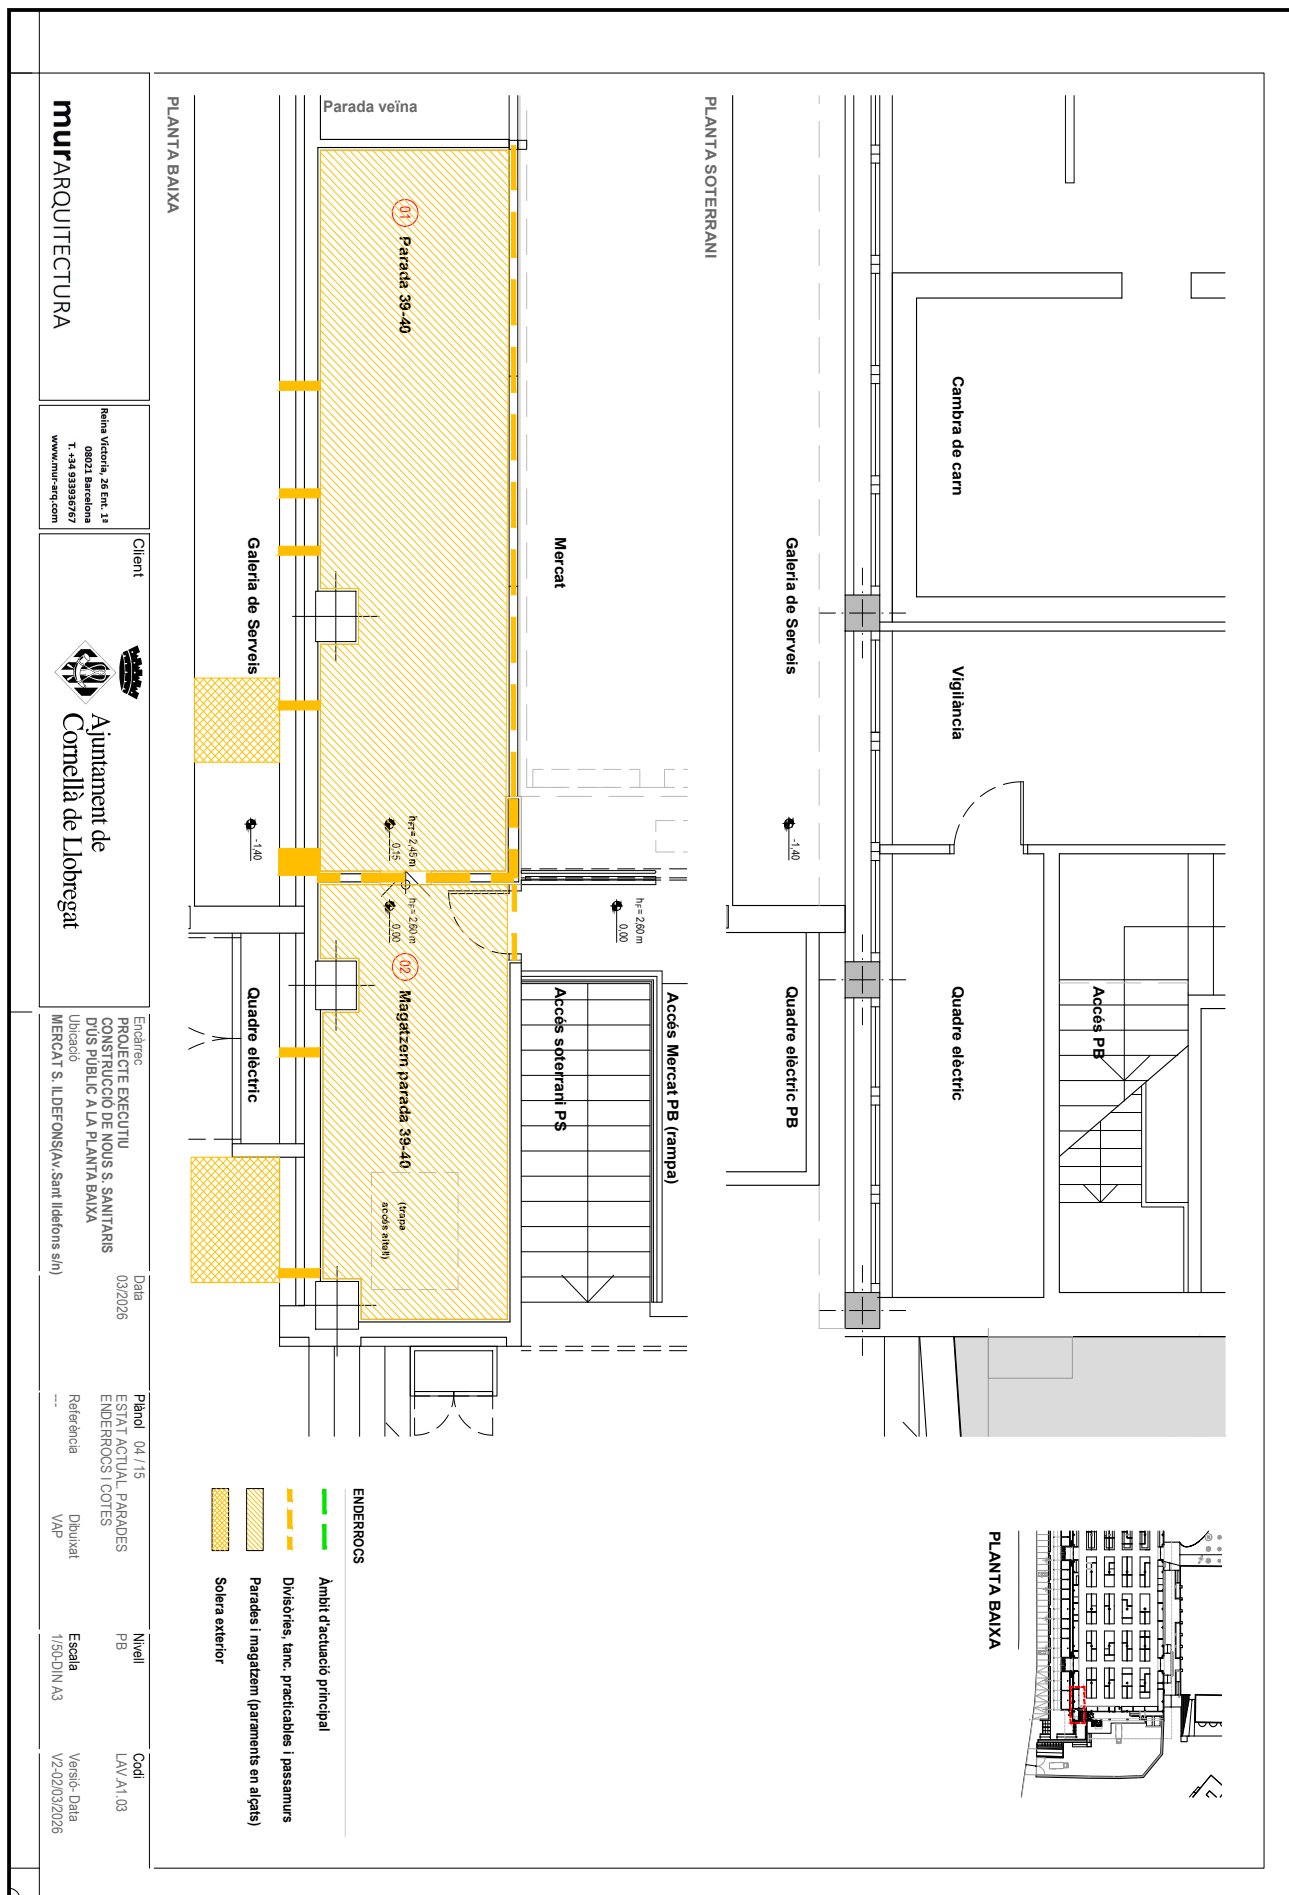 PLANTA SOTERRANI
Cambra de carn
Vigilància
Galeria de Serveis
-1,40
Quadre elèctric
Accés PB
Quadre elèctric PB
PLANTA BAIXA
Parada veïna
01
Parada 39-40
Mercat
Galeria de Serveis
-1,40
0,15
0,00
02
Magatzem parada 39-40
(trapa
accés altell)
0,00
Accés soterrani PS
Accés Mercat PB (rampa)
Quadre elèctric
PLANTA BAIXA
ENDERROCS
Àmbit d'actuació principal
Divisòries, tanc. practicables i passamurs
Parades i magatzem (paraments en alçats)
Solera exterior
murARQUITECTURA
Reina Victoria, 26 Ent. 1ª
08021 Barcelona
T. +34 933936767
www.mur-arq.com
Client
Ajuntament de
Cornellà de Llobregat
Encàrrec
PROJECTE EXECUTIU
CONSTRUCCIÓ DE NOUS S. SANITARIS
D'ÚS PÚBLIC A LA PLANTA BAIXA
Ubicació
MERCAT S. ILDEFONS(Av.Sant Ildefons s/n)
Data
03/2026
Plànol 04 / 15
ESTAT ACTUAL. PARADES
ENDERROCS I COTES
Referència
---
Dibuixat
VAP
Nivell
PB
Escala
1/50-DIN A3
Codi
LAV A1.03
Versió- Data
V2-02/03/2026